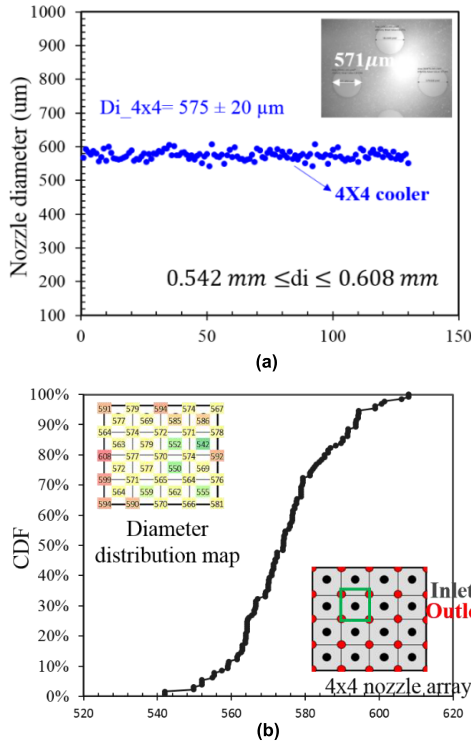 (a)
1000
900
800
700
600
500
400
300
200
100
Nozzle diameter (um)
Di_4x4= 575 ± 20 µm
571µm
4X4 cooler
0.542 mm ≤di ≤ 0.608 mm
0 50 100 150
(a)
100%
90%
80%
70%
60%
50%
40%
30%
20%
10%
0%
CDF
591 579 594 574 567
577 569 585 586
564 574 572 571 578
563 579 552 542
608 577 570 574 592
572 577 550 569
599 571 565 564 576
564 559 562 555
594 590 570 566 581
Diameter
distribution map
Inlet
Outle
4x4 nozzle array
520 540 560 580 600 620
(b)